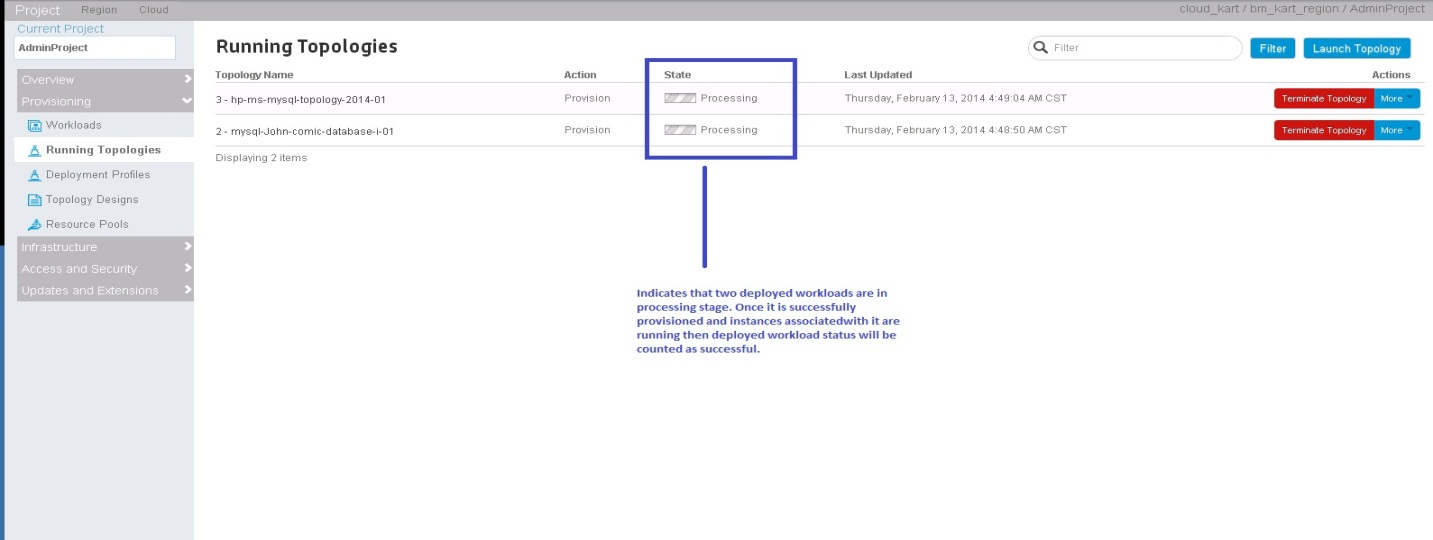 Project Region Cloud cloud_kart / bm_kart_region / AdminProject
Current Project
AdminProject
Overview
Provisioning
Workloads
Running Topologies
Deployment Profiles
Topology Designs
Resource Pools
Infrastructure
Access and Security
Updates and Extensions
Running Topologies Filter Filter Launch Topology
Topology Name Action State Last Updated Actions
3 - hp-ms-mysql-topology-2014-01 Provision Processing Thursday, February 13, 2014 4:49:04 AM CST Terminate Topology More
2 - mysql-John-comic-database-i-01 Provision Processing Thursday, February 13, 2014 4:48:50 AM CST Terminate Topology More
Displaying 2 items
Indicates that two deployed workloads are in
processing stage. Once it is successfully
provisioned and instances associatedwith it are
running then deployed workload status will be
counted as successful.